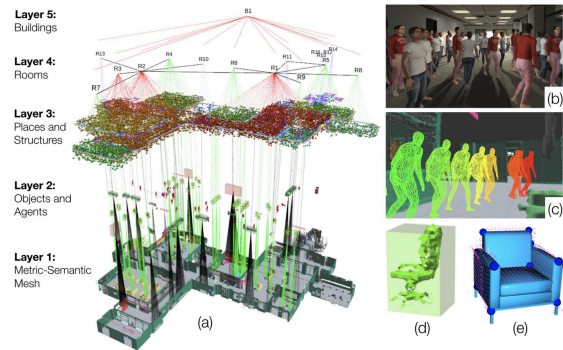 Layer 5:
Buildings
B1
Layer 4:
Rooms
R13
R3
R2
R4
R10
R6
R11
R1
R14
R5
R8
R7
R9
Layer 3:
Places and
Structures
Layer 2:
Objects and
Agents
Layer 1:
Metric-Semantic
Mesh
(a)
(b)
(c)
(d)
(e)